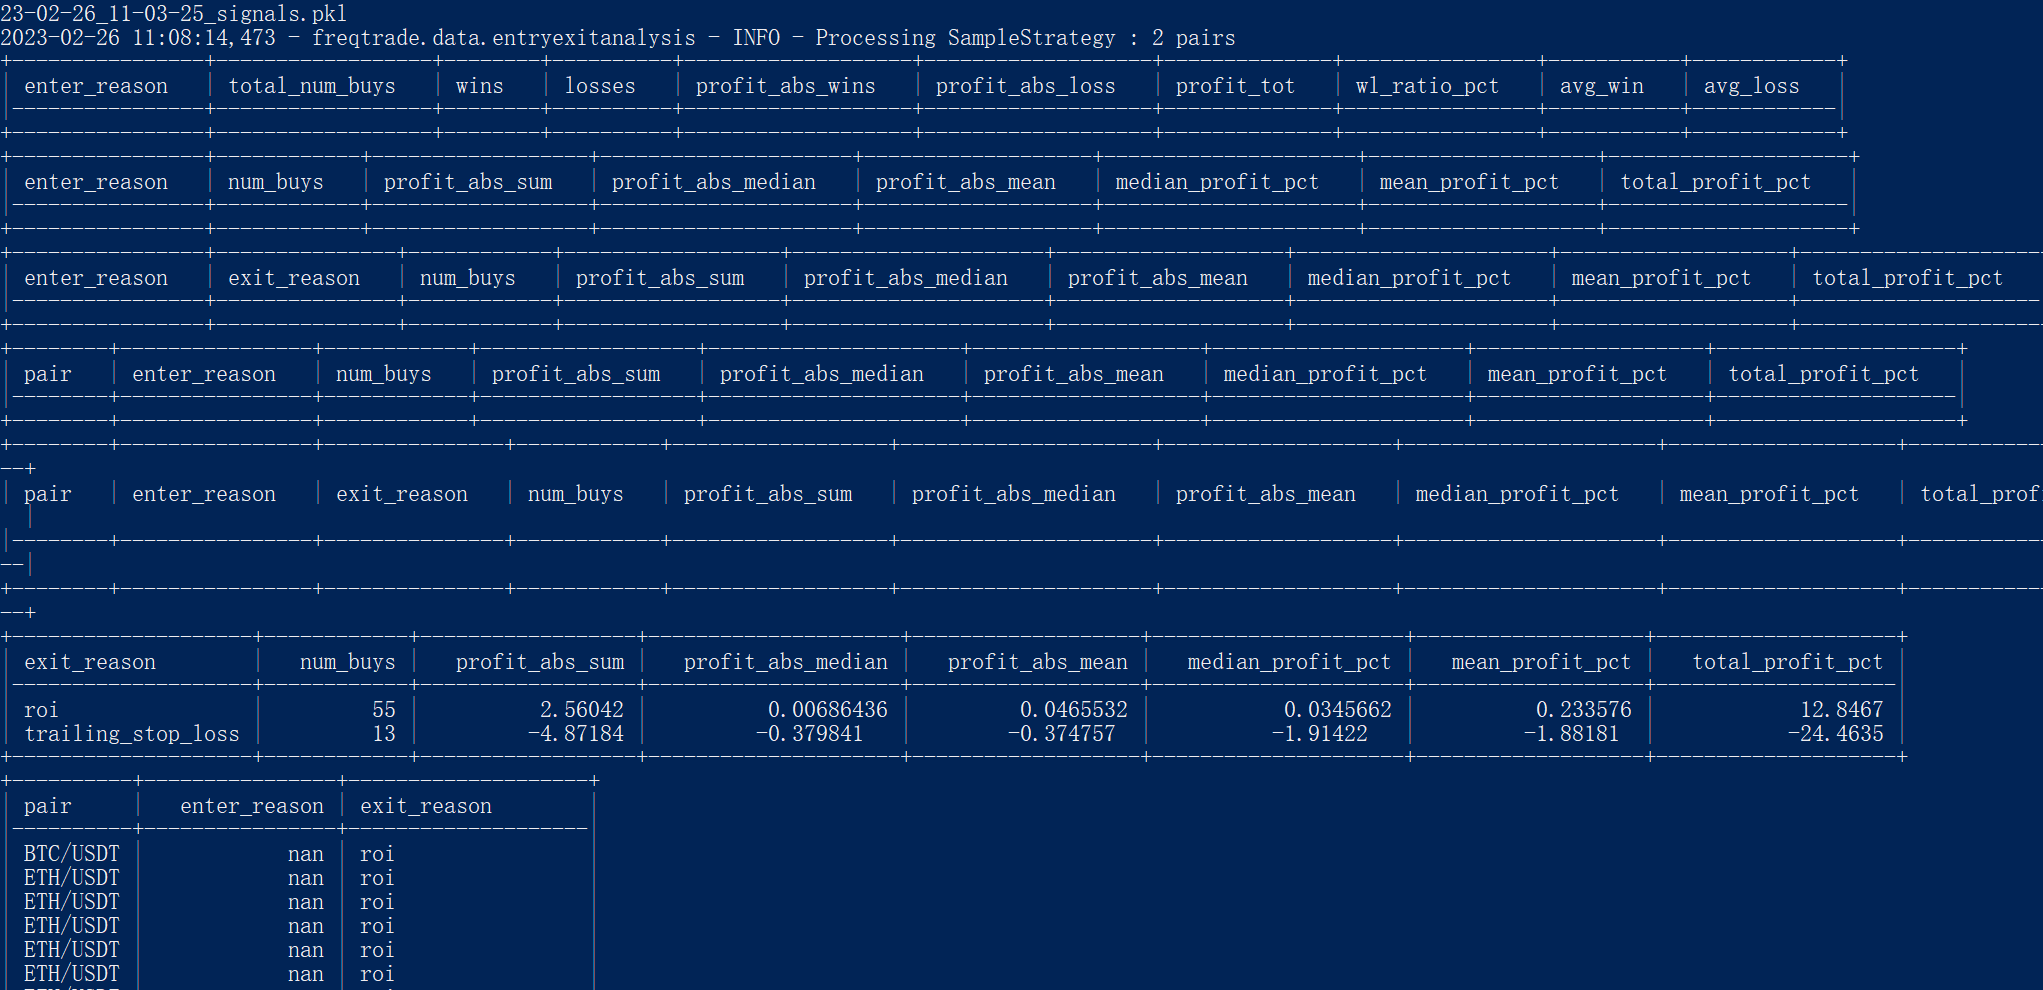 23-02-26_11-03-25_signals.pkl
2023-02-26 11:08:14,473 - freqtrade.data.entryexitanalysis - INFO - Processing SampleStrategy : 2 pairs
enter_reason total_num_buys wins losses profit_abs_wins profit_abs_loss profit_tot wl_ratio_pct avg_win avg_loss
enter_reason num_buys profit_abs_sum profit_abs_median profit_abs_mean median_profit_pct mean_profit_pct total_profit_pct
enter_reason exit_reason num_buys profit_abs_sum profit_abs_median profit_abs_mean median_profit_pct mean_profit_pct total_profit_pct
pair enter_reason num_buys profit_abs_sum profit_abs_median profit_abs_mean median_profit_pct mean_profit_pct total_profit_pct
pair enter_reason exit_reason num_buys profit_abs_sum profit_abs_median profit_abs_mean median_profit_pct mean_profit_pct total_prof
exit_reason num_buys profit_abs_sum profit_abs_median profit_abs_mean median_profit_pct mean_profit_pct total_profit_pct
roi 55 2.56042 0.00686436 0.0465532 0.0345662 0.233576 12.8467
trailing_stop_loss 13 -4.87184 -0.379841 -0.374757 -1.91422 -1.88181 -24.4635
pair enter_reason exit_reason
BTC/USDT nan roi
ETH/USDT nan roi
ETH/USDT nan roi
ETH/USDT nan roi
ETH/USDT nan roi
ETH/USDT nan roi